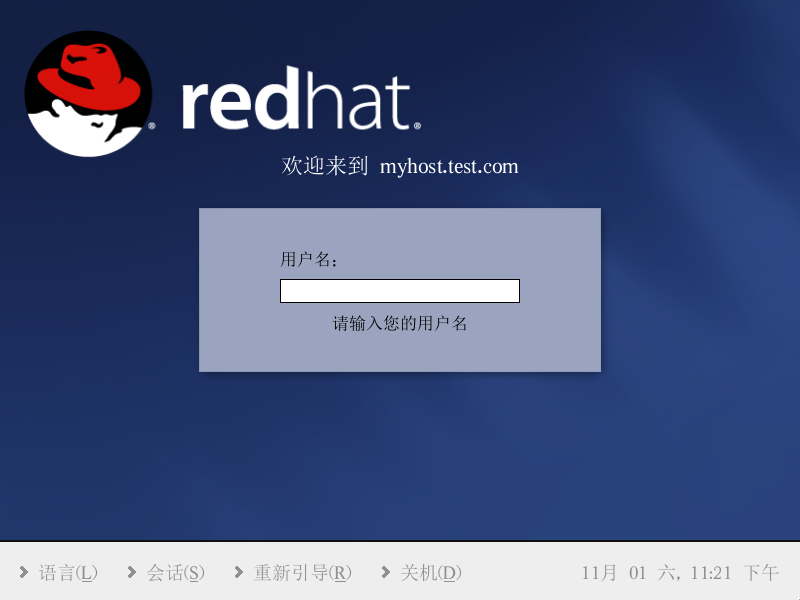 redhat®
欢迎来到 myhost.test.com
用户名:
请输入您的用户名
语言(L) 会话(S) 重新引导(R) 关机(D) 11月 01 六, 11:21 下午